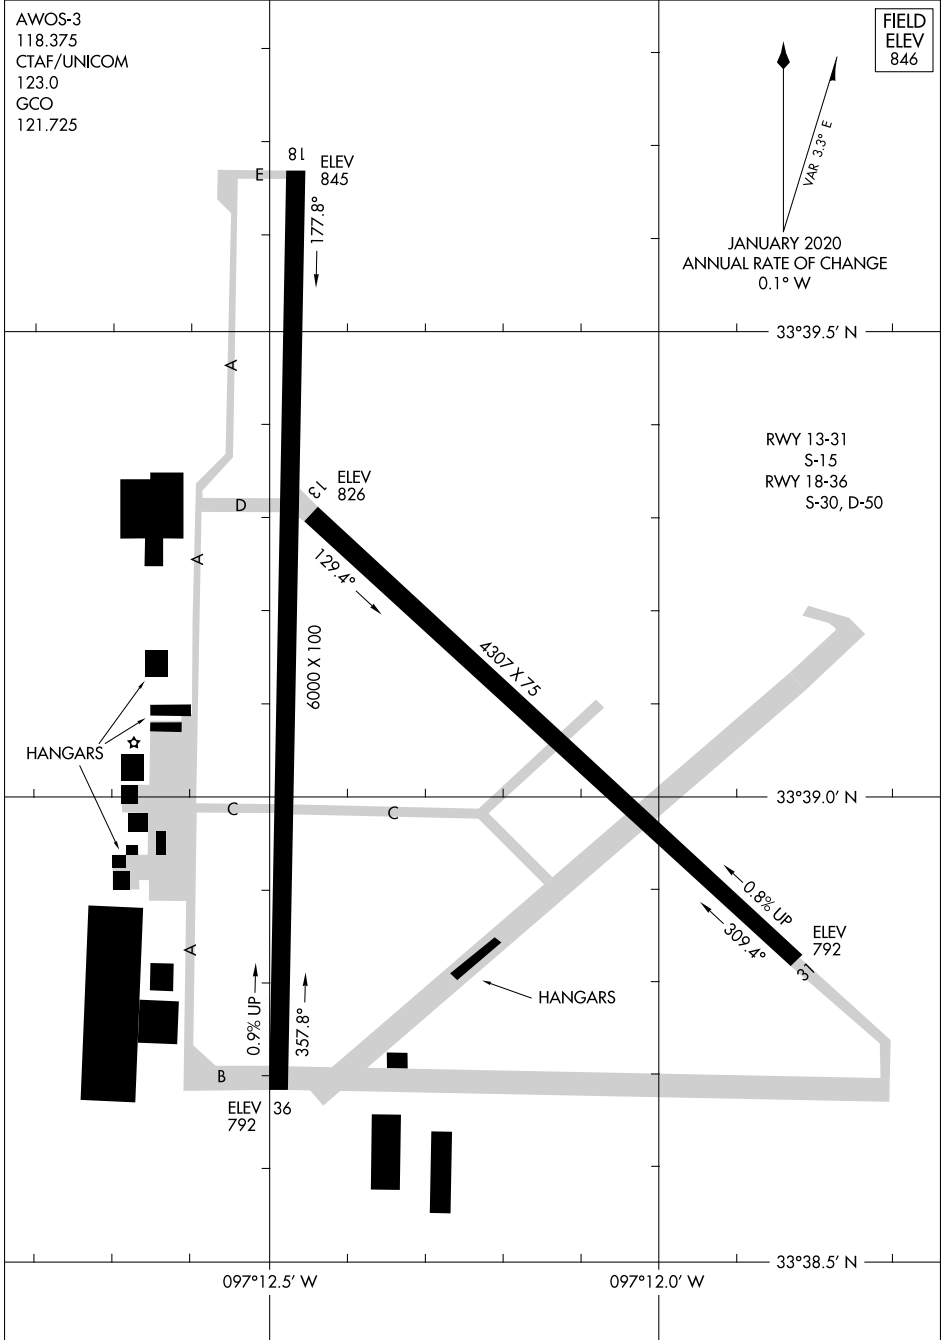 AWOS-3
118.375
CTAF/UNICOM
123.0
GCO
121.725
FIELD
ELEV
846
VAR 3.3° E
JANUARY 2020
ANNUAL RATE OF CHANGE
0.1° W
18
ELEV
845
E
177.8°
33°39.5' N
A
RWY 13-31
S-15
RWY 18-36
S-30, D-50
ELEV
826
13
D
A
129.4°
6000 X 100
4307 X 75
HANGARS
33°39.0' N
C
C
0.8% UP
309.4°
ELEV
792
31
A
HANGARS
0.9% UP
357.8°
B
ELEV
792
36
33°38.5' N
097°12.5' W
097°12.0' W